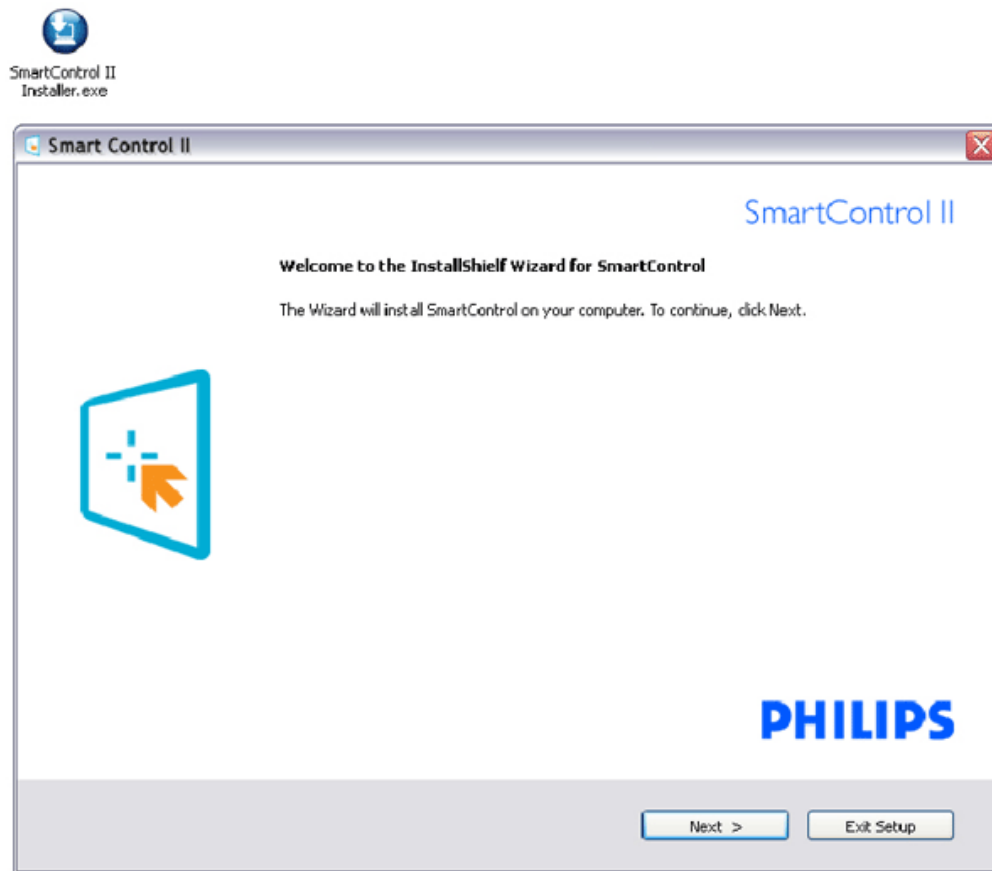 SmartControl II
Installer.exe
Smart Control II
SmartControl II
Welcome to the InstallShield Wizard for SmartControl
The Wizard will install SmartControl on your computer. To continue, click Next.
PHILIPS
Next >
Exit Setup